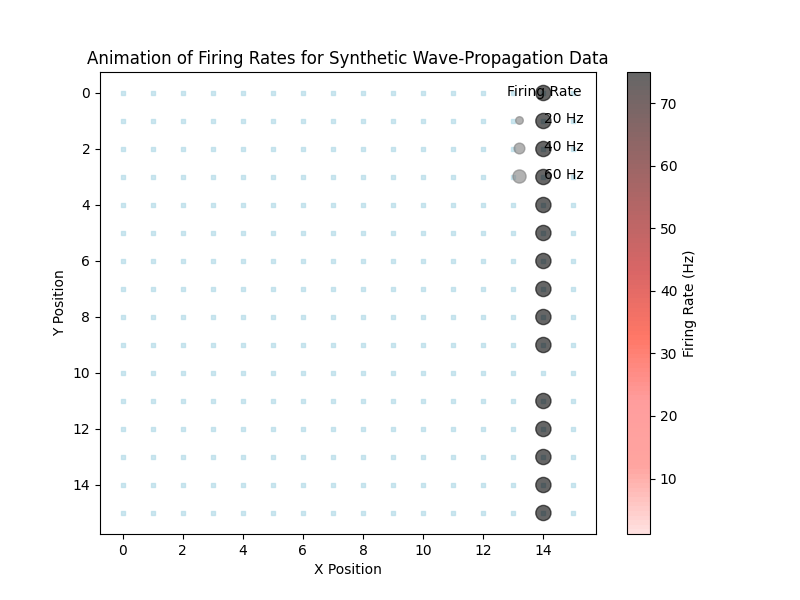 Animation of Firing Rates for Synthetic Wave-Propagation Data
Firing Rate
20 Hz
40 Hz
60 Hz
0
2
4
6
8
10
12
14
Y Position
0
2
4
6
8
10
12
14
X Position
70
60
50
40
30
20
10
Firing Rate (Hz)